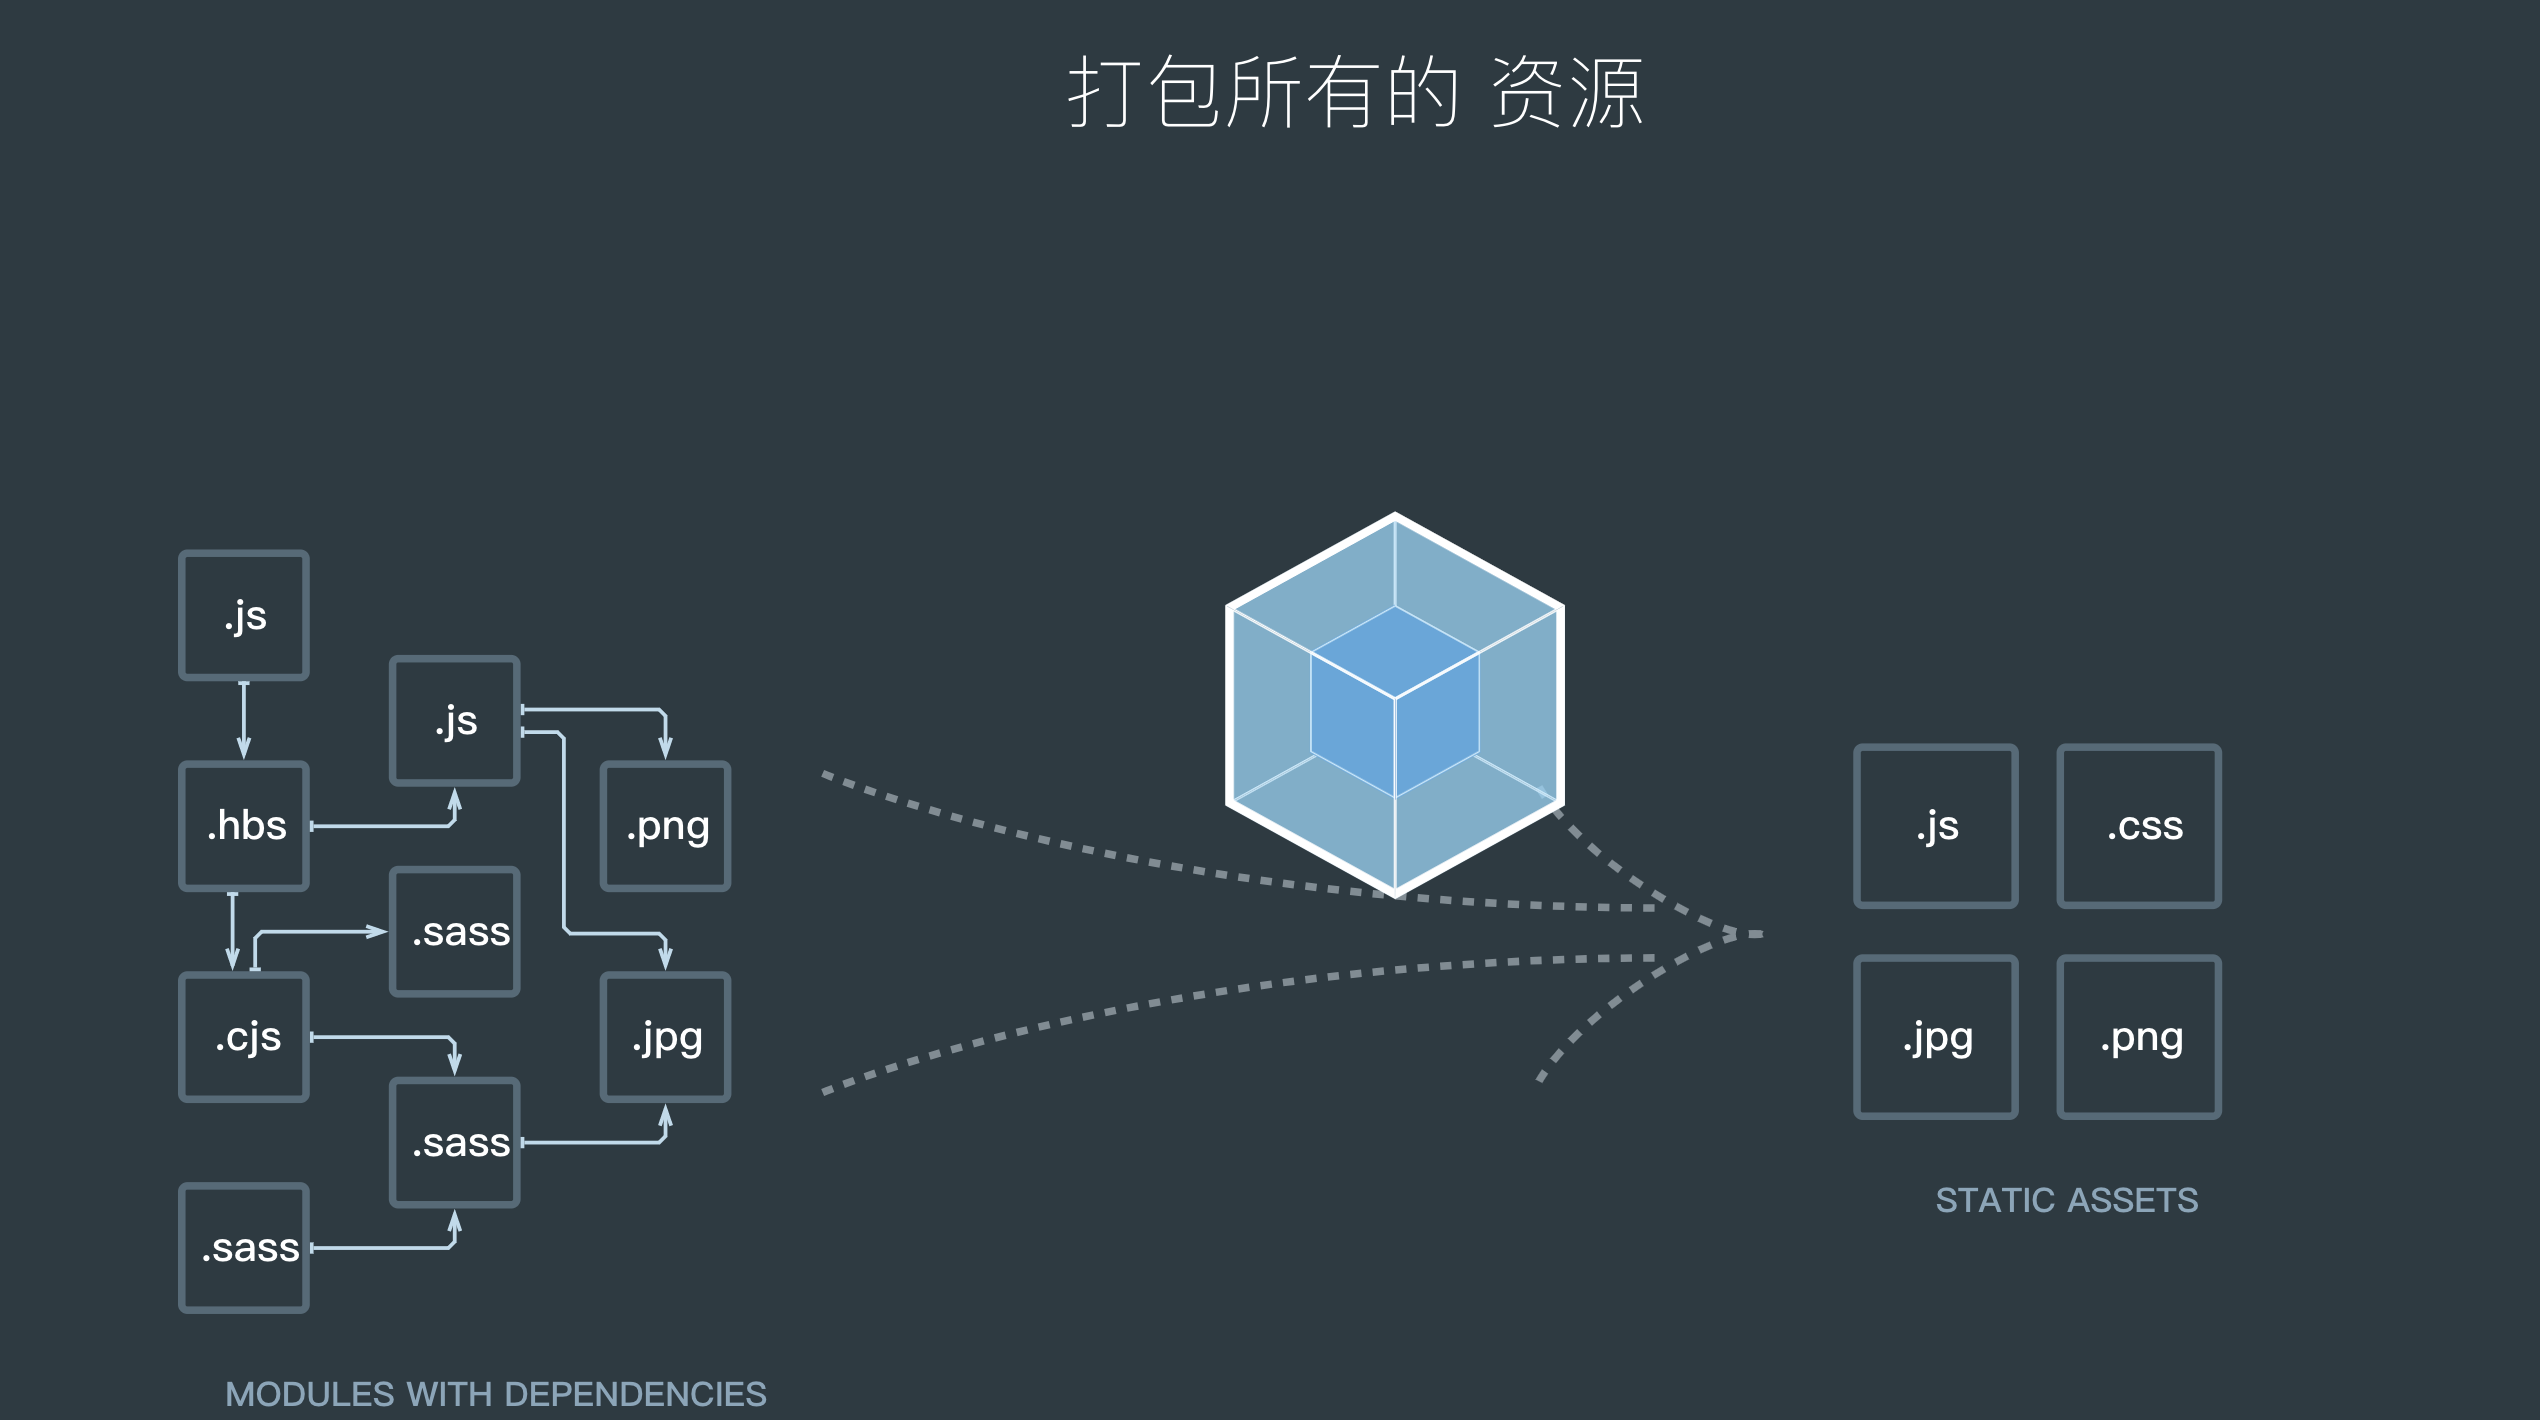 打包所有的 资源
.js
.js
.hbs
.png
.sass
.cjs
.jpg
.sass
.sass
MODULES WITH DEPENDENCIES
.js
.css
.jpg
.png
STATIC ASSETS